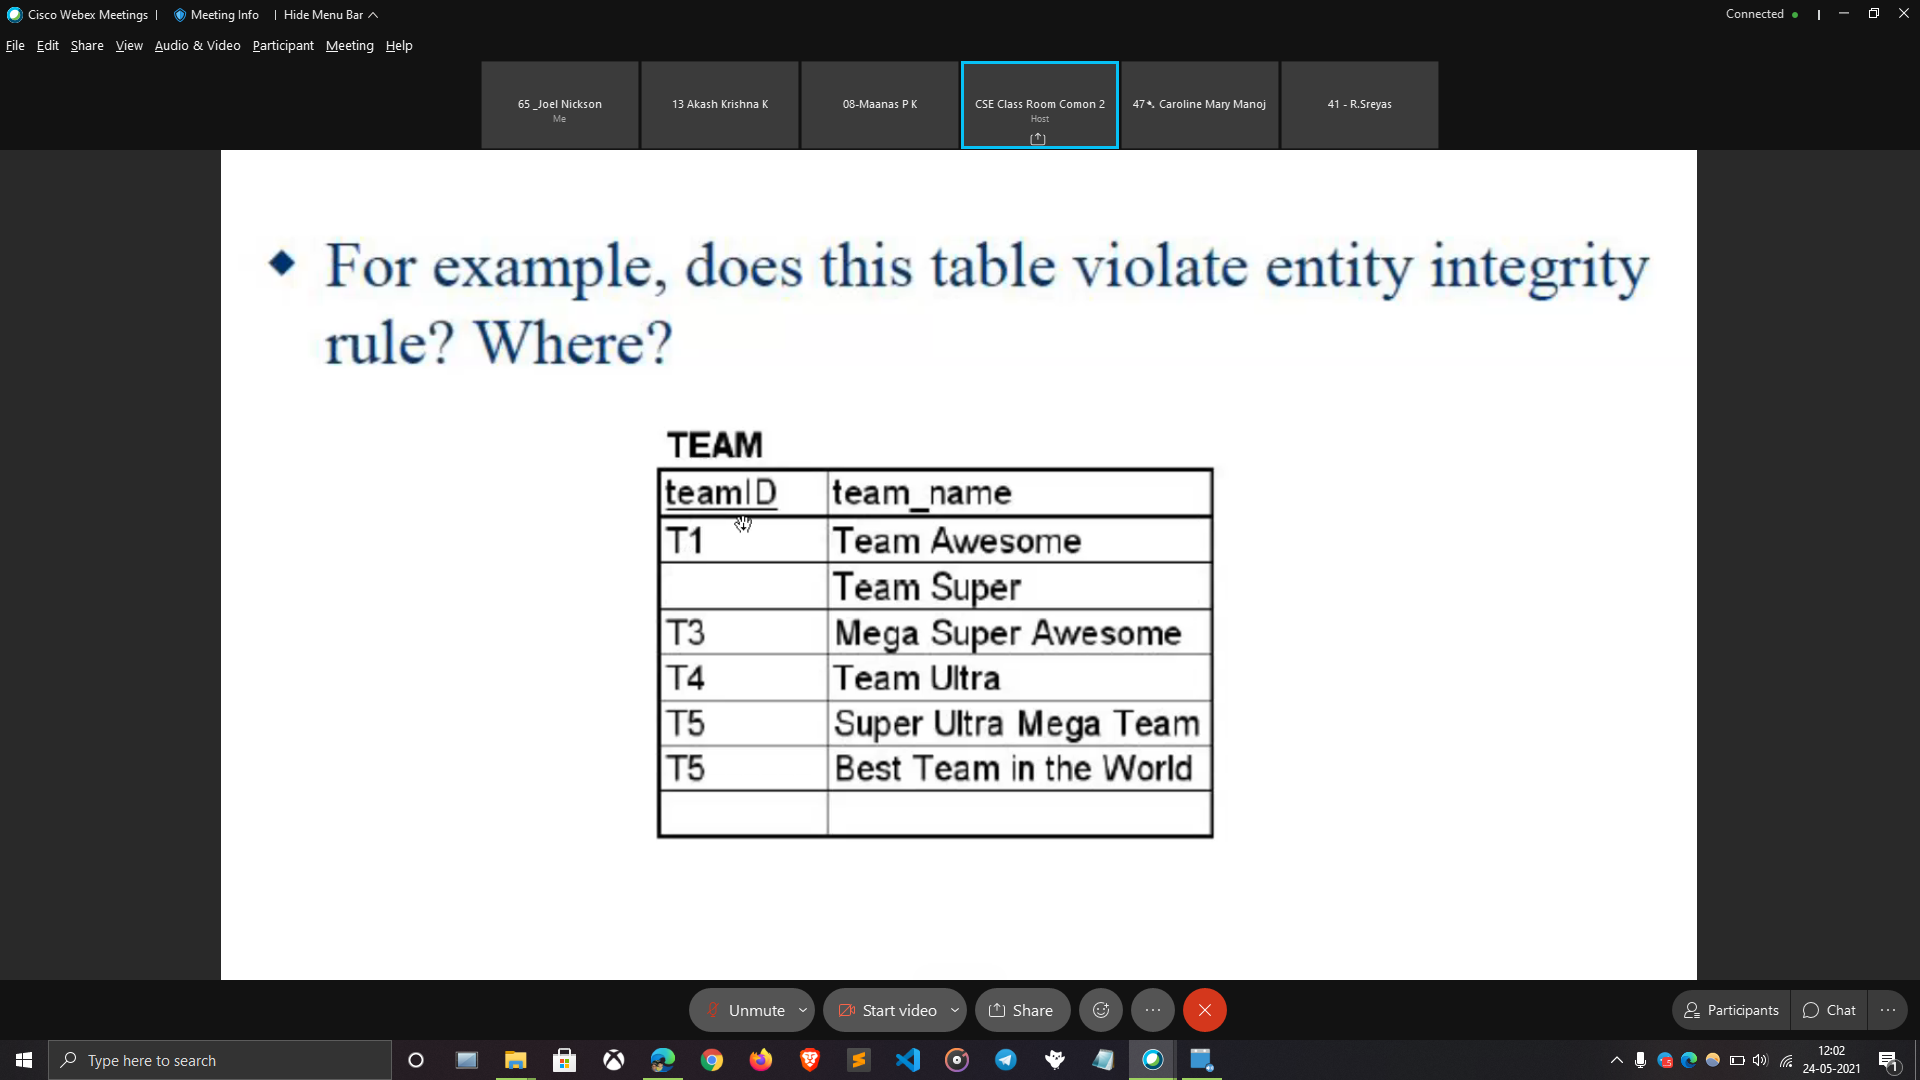 Cisco Webex Meetings | Meeting Info | Hide Menu Bar
Connected
File Edit Share View Audio & Video Participant Meeting Help
65 _Joel Nickson
Me
13 Akash Krishna K
08-Maanas P K
CSE Class Room Comon 2
Host
47 Caroline Mary Manoj
41 - R.Sreyas
For example, does this table violate entity integrity
rule? Where?
TEAM
teamID team_name
T1 Team Awesome
Team Super
T3 Mega Super Awesome
T4 Team Ultra
T5 Super Ultra Mega Team
T5 Best Team in the World
Unmute Start video Share Participants Chat
Type here to search
12:02
24-05-2021
1